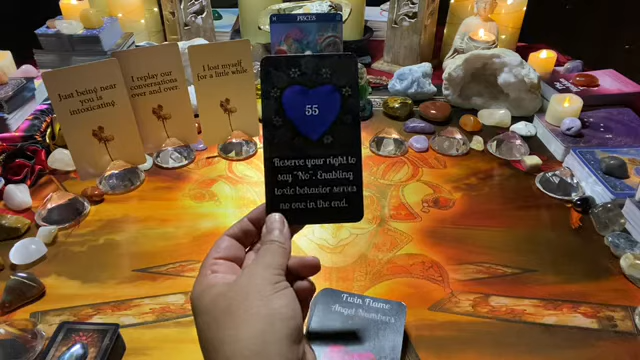 PISCES
Just being near
you is
intoxicating.
I replay our
conversations
over and over.
I lost myself
for a little while.
55
Reserve your right to
say "No". Enabling
toxic behavior serves
no one in the end.
Twin Flame
Angel Numbers